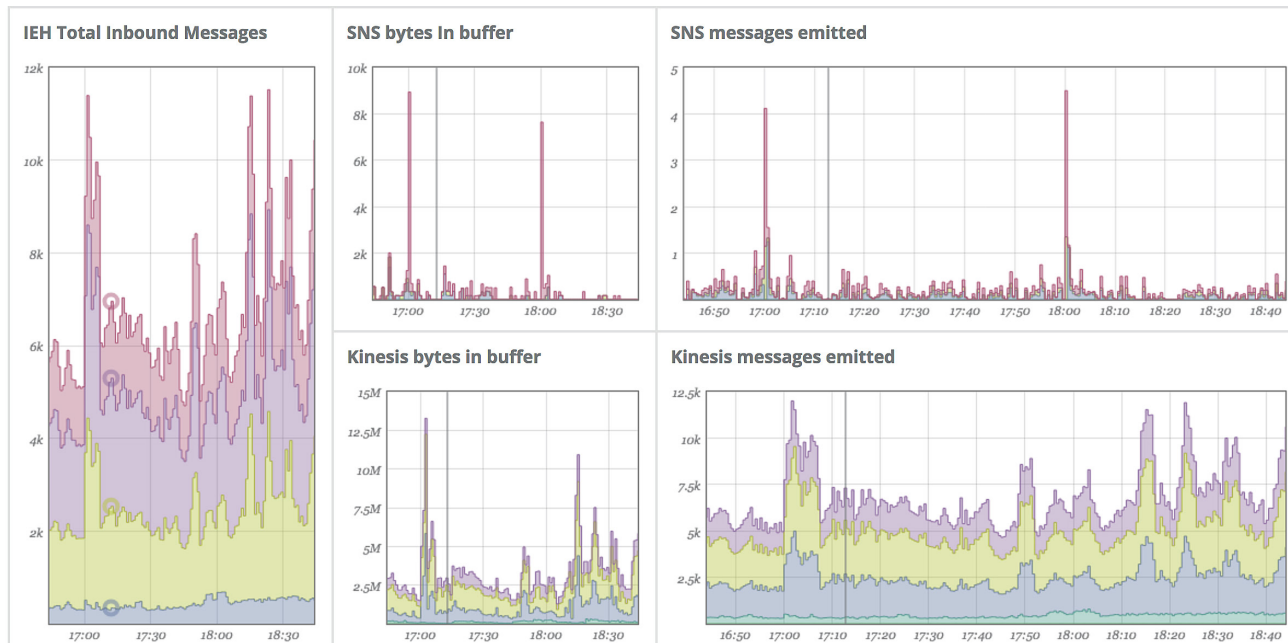 IEH Total Inbound Messages
12k
10k
8k
6k
4k
2k
17:00 17:30 18:00 18:30
SNS bytes In buffer
10k
8k
6k
4k
2k
17:00 17:30 18:00 18:30
SNS messages emitted
5
4
3
2
1
16:50 17:00 17:10 17:20 17:30 17:40 17:50 18:00 18:10 18:20 18:30 18:40
Kinesis bytes in buffer
15M
12.5M
10M
7.5M
5M
2.5M
17:00 17:30 18:00 18:30
Kinesis messages emitted
12.5k
10k
7.5k
5k
2.5k
16:50 17:00 17:10 17:20 17:30 17:40 17:50 18:00 18:10 18:20 18:30